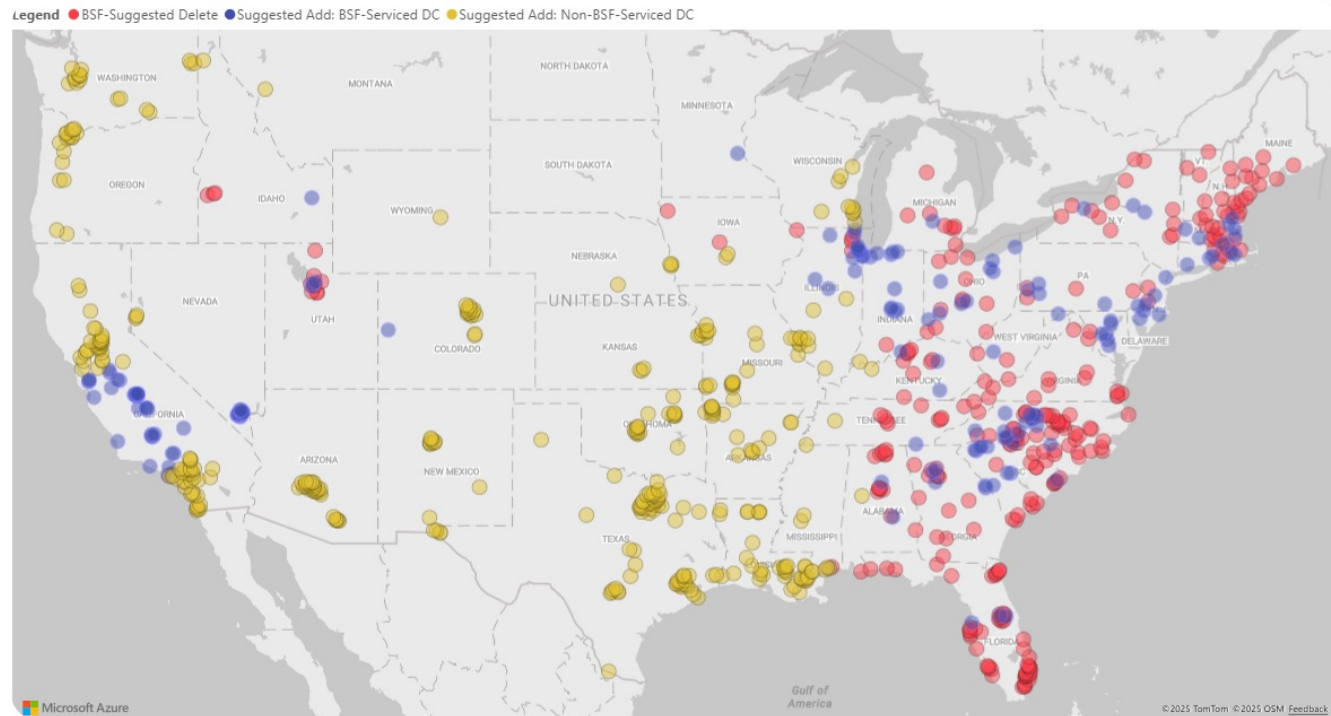 Legend BSF-Suggested Delete Suggested Add: BSF-Serviced DC Suggested Add: Non-BSF-Serviced DC
WASHINGTON
MONTANA
NORTH DAKOTA
MINNESOTA
MAINE
VT.
N.H.
OREGON
IDAHO
SOUTH DAKOTA
WISCONSIN
WYOMING
MICHIGAN
N.Y.
IOWA
NEBRASKA
PA
NEVADA
UTAH
UNITED STATES
ILLINOIS
OHIO
INDIANA
COLORADO
KANSAS
MISSOURI
WEST VIRGINIA
DELAWARE
KENTUCKY
VIRGINIA
CALIFORNIA
OKLAHOMA
TENNESSEE
ARIZONA
NEW MEXICO
ARKANSAS
SC
ALABAMA
TEXAS
MISSISSIPPI
GEORGIA
FLORIDA
Gulf of
America
Microsoft Azure
©2025 TomTom ©2025 OSM Feedback